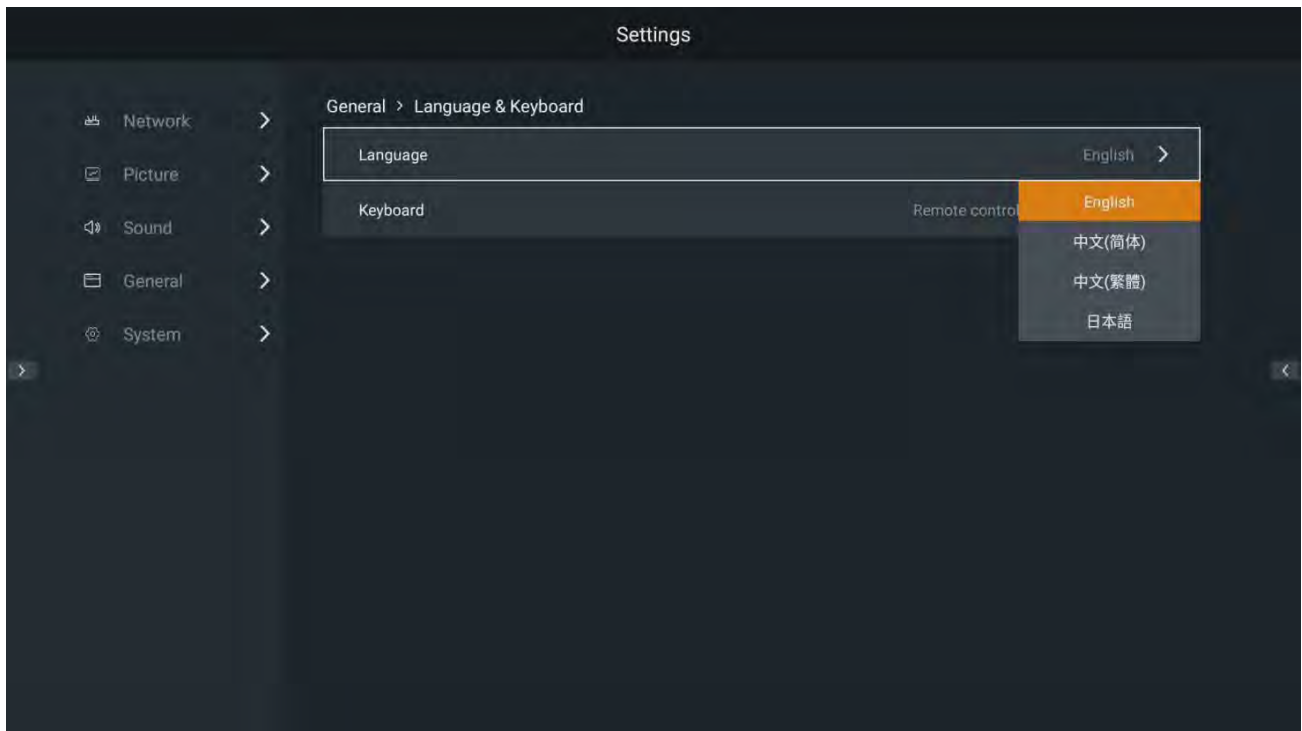 Settings
Network
Picture
Sound
General
System
General > Language & Keyboard
Language English
Keyboard Remote control
English
中文(简体)
中文(繁體)
日本語